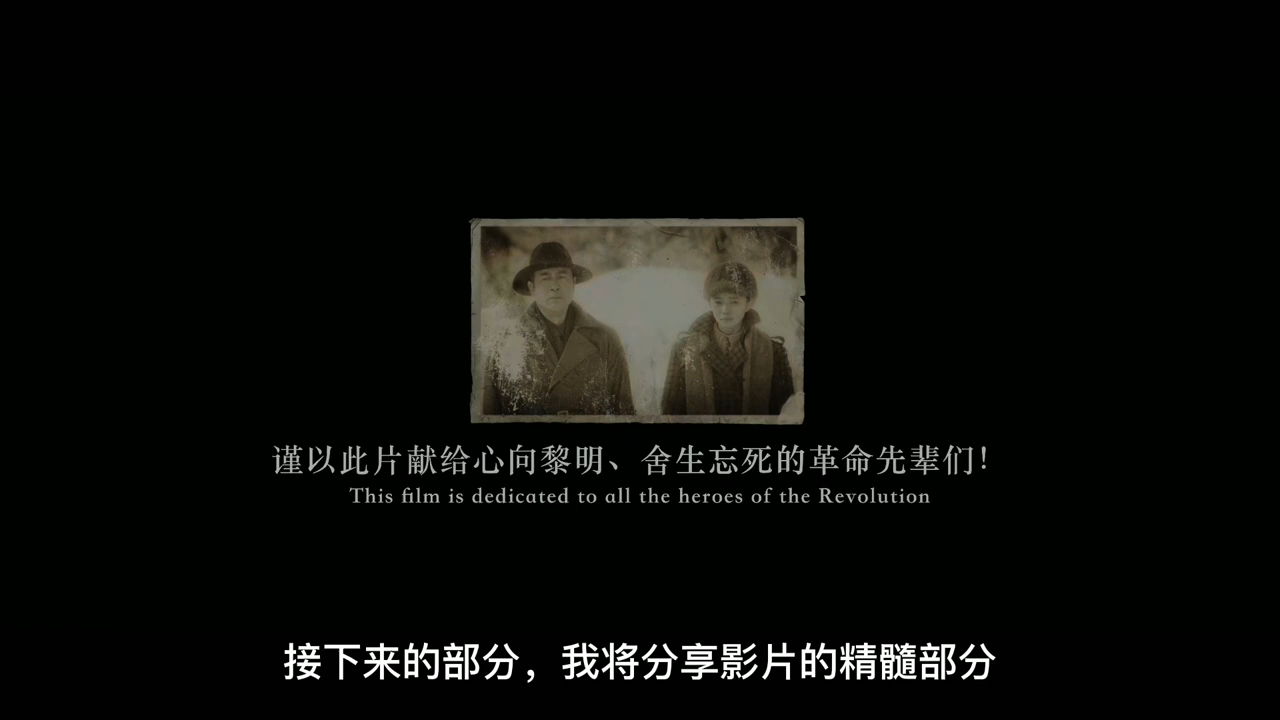 谨以此片献给心向黎明、舍生忘死的革命先辈们！
This film is dedicated to all the heroes of the Revolution
接下来的部分，我将分享影片的精髓部分